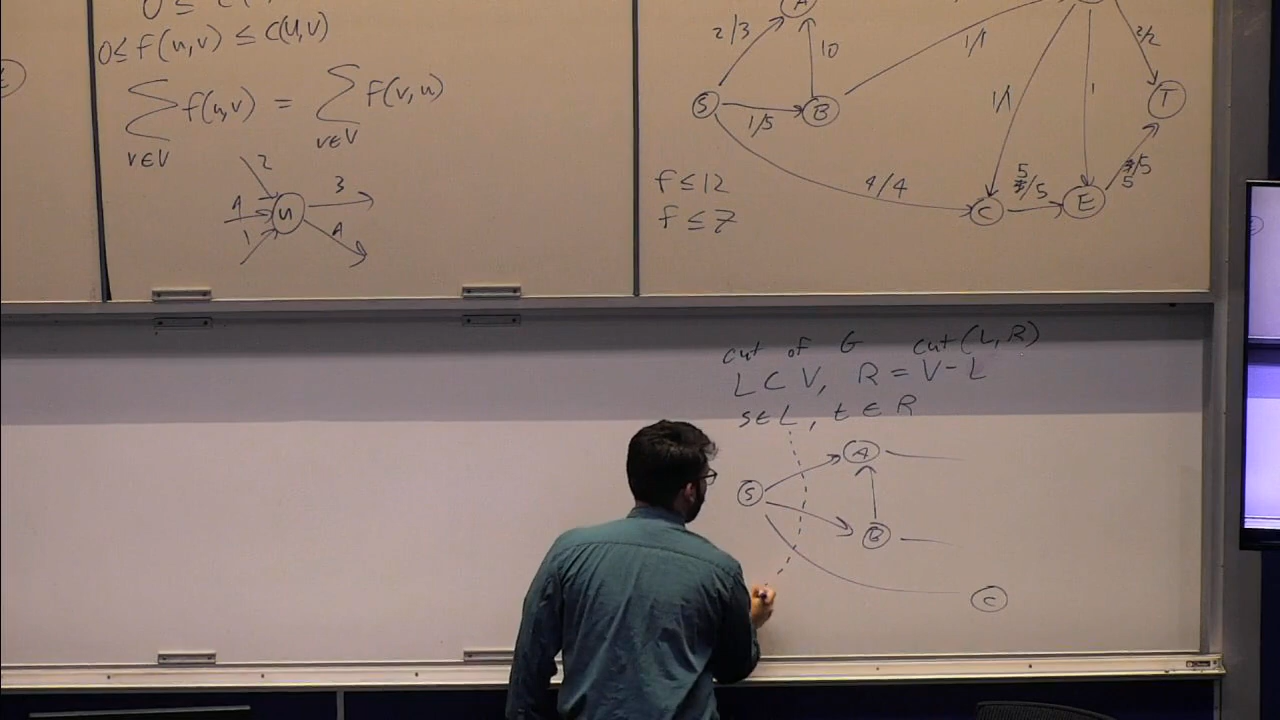 0 ≤ f(u,v) ≤ c(u,v)
∑ f(u,v) = ∑ f(v,u)
v∈V v∈V
2
4
1
u
3
4
A
2/3
10
S
1/5
B
1/1
4/4
1/1
1
2/2
T
C
5/5
E
5/5
f ≤ 12
f ≤ 7
cut of G cut(L,R)
L ⊂ V, R = V - L
s ∈ L, t ∈ R
S
A
B
C